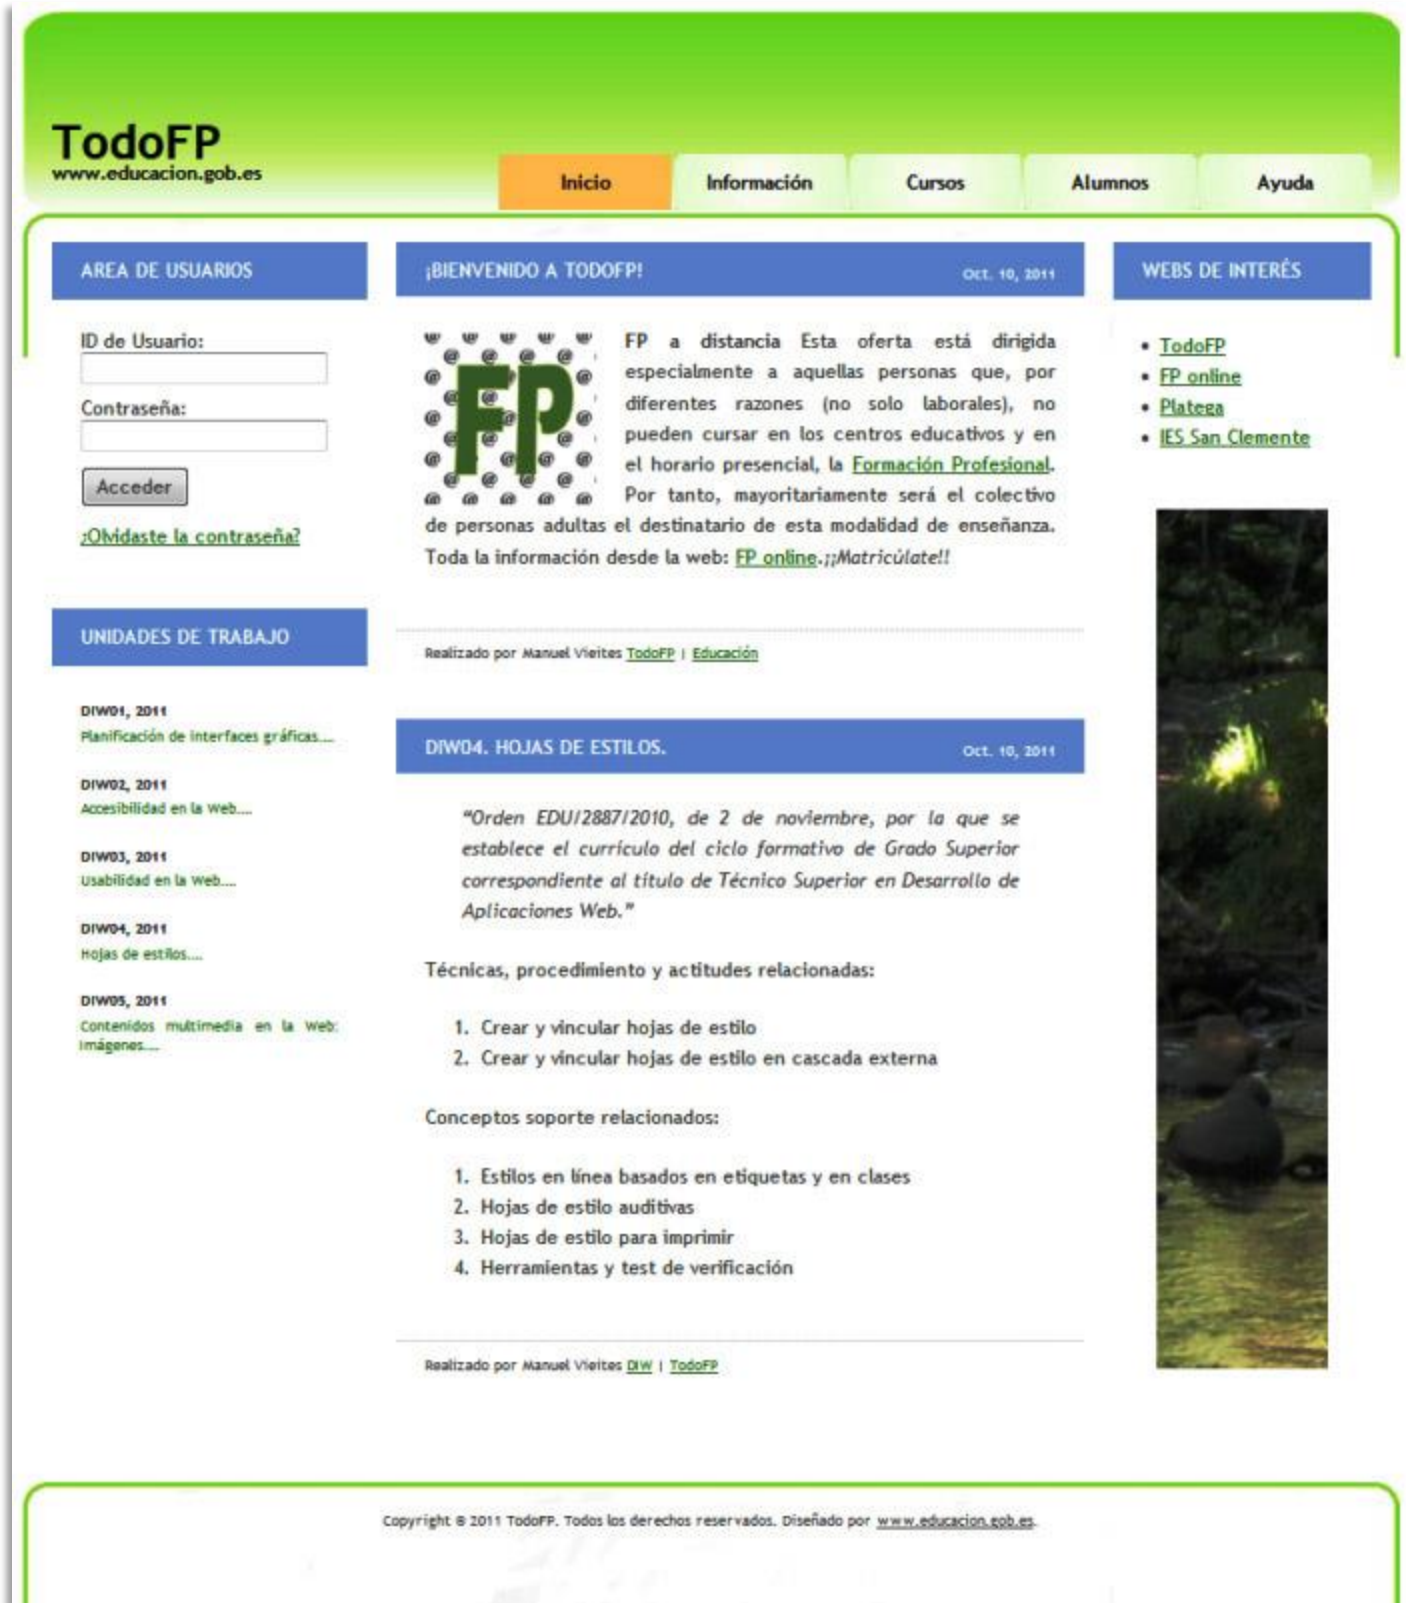 TodoFP
www.educacion.gob.es
Inicio
Información
Cursos
Alumnos
Ayuda
AREA DE USUARIOS
ID de Usuario:
Contraseña:
Acceder
¿Olvidaste la contraseña?
UNIDADES DE TRABAJO
DIW01, 2011
Planificación de interfaces gráficas....
DIW02, 2011
Accesibilidad en la Web....
DIW03, 2011
Usabilidad en la Web....
DIW04, 2011
Hojas de estilos....
DIW05, 2011
Contenidos multimedia en la Web:
Imágenes....
¡BIENVENIDO A TODOFP!
Oct. 10, 2011
FP
FP a distancia Esta oferta está dirigida
especialmente a aquellas personas que, por
diferentes razones (no solo laborales), no
pueden cursar en los centros educativos y en
el horario presencial, la Formación Profesional.
Por tanto, mayoritariamente será el colectivo
de personas adultas el destinatario de esta modalidad de enseñanza.
Toda la información desde la web: FP online.¡¡Matricúlate!!
Realizado por Manuel Vieites TodoFP | Educación
DIW04. HOJAS DE ESTILOS.
Oct. 10, 2011
“Orden EDU/2887/2010, de 2 de noviembre, por la que se
establece el currículo del ciclo formativo de Grado Superior
correspondiente al título de Técnico Superior en Desarrollo de
Aplicaciones Web.”
Técnicas, procedimiento y actitudes relacionadas:
1. Crear y vincular hojas de estilo
2. Crear y vincular hojas de estilo en cascada externa
Conceptos soporte relacionados:
1. Estilos en línea basados en etiquetas y en clases
2. Hojas de estilo auditivas
3. Hojas de estilo para imprimir
4. Herramientas y test de verificación
Realizado por Manuel Vieites DIW | TodoFP
WEBS DE INTERÉS
• TodoFP
• FP online
• Platega
• IES San Clemente
Copyright © 2011 TodoFP. Todos los derechos reservados. Diseñado por www.educacion.gob.es.